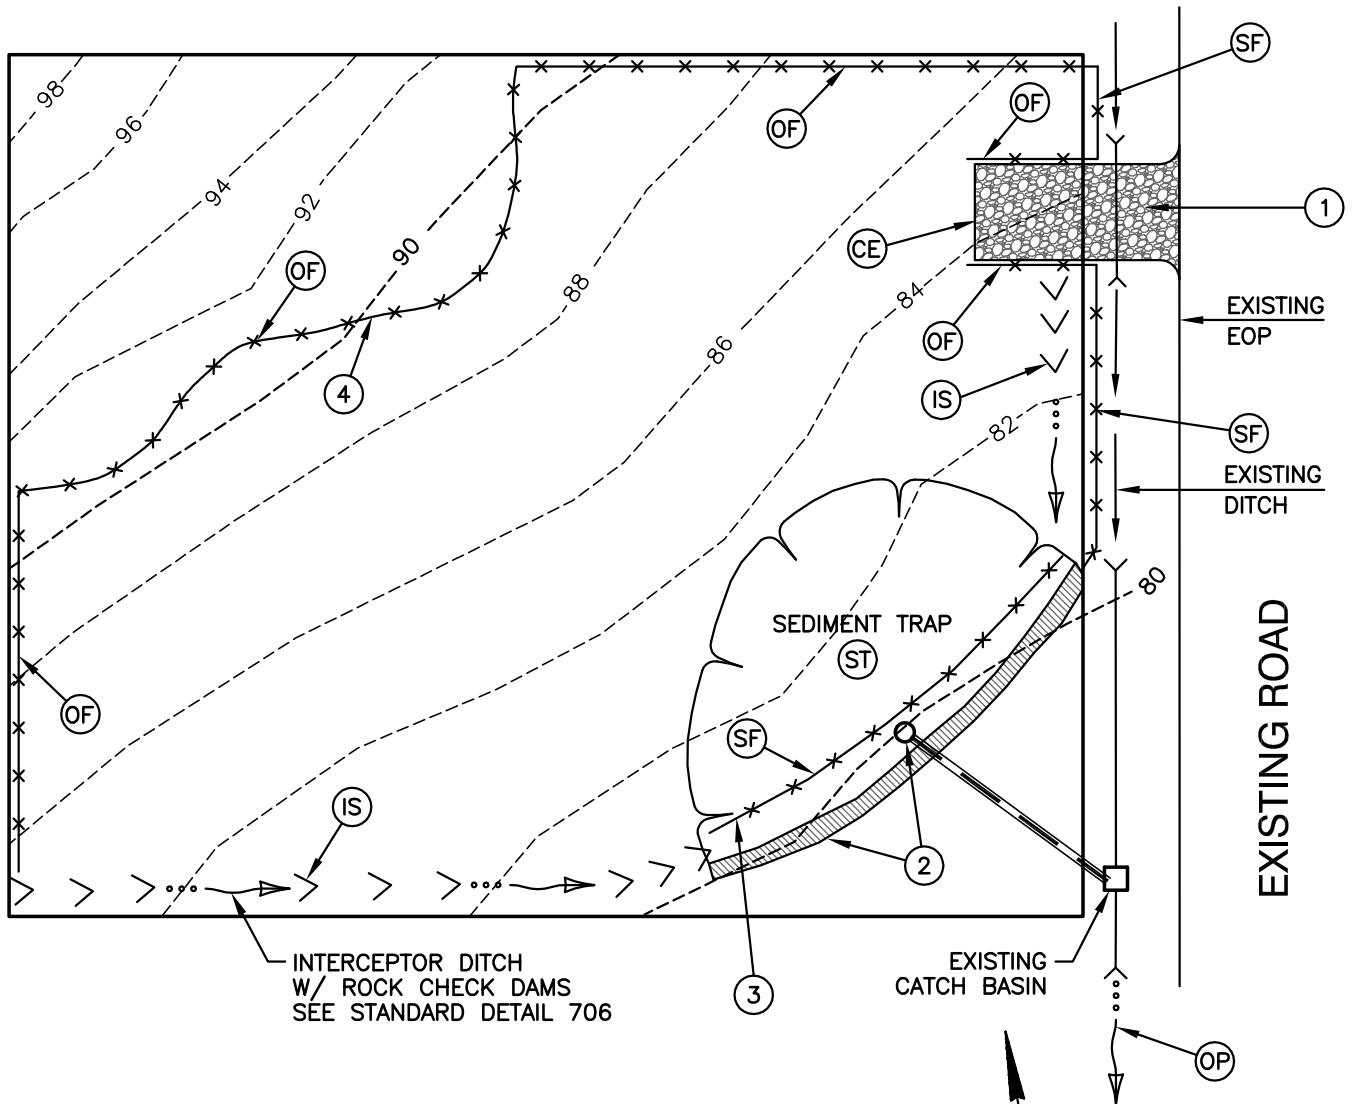 SF
98
96
OF
OF
94
92
1
90
CE
OF
88
84
EXISTING
EOP
OF
86
4
IS
82
SF
EXISTING
DITCH
80
SEDIMENT TRAP
ST
OF
SF
EXISTING ROAD
IS
2
INTERCEPTOR DITCH
W/ ROCK CHECK DAMS
SEE STANDARD DETAIL 706
3
EXISTING
CATCH BASIN
OP